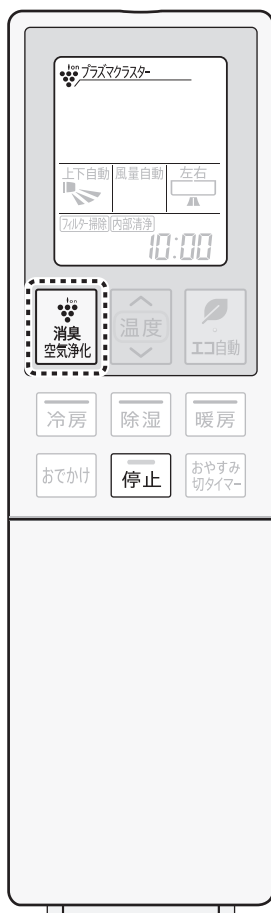 ion
プラズマクラスター
上下自動 風量自動 左右
フィルター掃除 内部清浄
10:00
ion
消臭
空気浄化
温度
エコ自動
冷房 除湿 暖房
おでかけ 停止 おやすみ
切タイマー